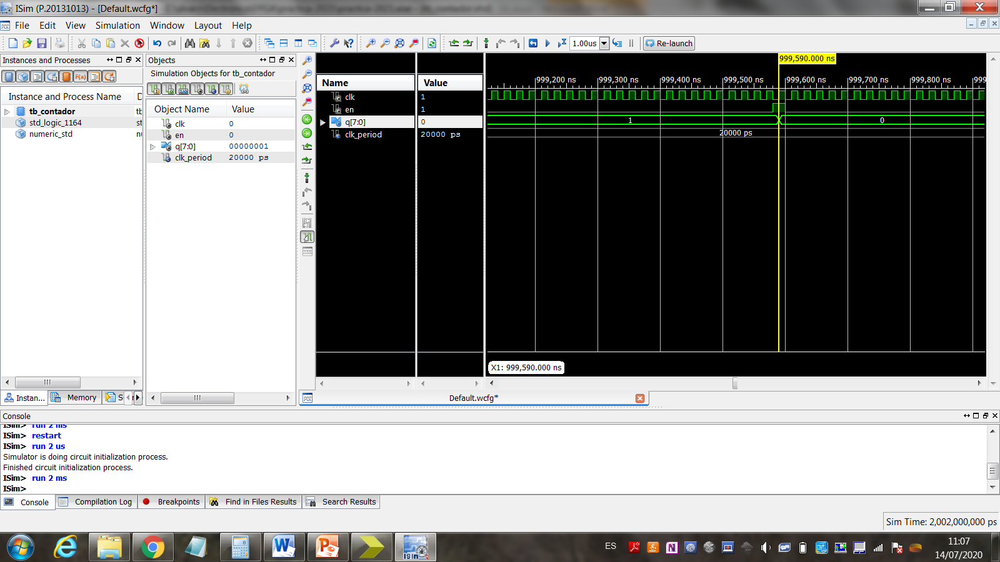 ISim (P.20131013) - [Default.wcfg*]
File Edit View Simulation Window Layout Help
1.00us Re-launch
Instances and Processes
Instance and Process Name D
tb_contador tb
std_logic_1164 st
numeric_std nu
Instan... Memory S
Objects
Simulation Objects for tb_contador
Object Name Value
clk 0
en 0
q[7:0] 00000001
clk_period 20000 ps
Name Value
clk 1
en 1
q[7:0] 0
clk_period 20000 ps
999,590.000 ns
999,200 ns 999,300 ns 999,400 ns 999,500 ns 999,600 ns 999,700 ns 999,800 ns 999
1 0
20000 ps
X1: 999,590.000 ns
Default.wcfg*
Console
ISim> run 2 ms
ISim> restart
ISim> run 2 us
Simulator is doing circuit initialization process.
Finished circuit initialization process.
ISim> run 2 ms
ISim>
Console Compilation Log Breakpoints Find in Files Results Search Results
Sim Time: 2,002,000,000 ps
ISim
ES
11:07
14/07/2020